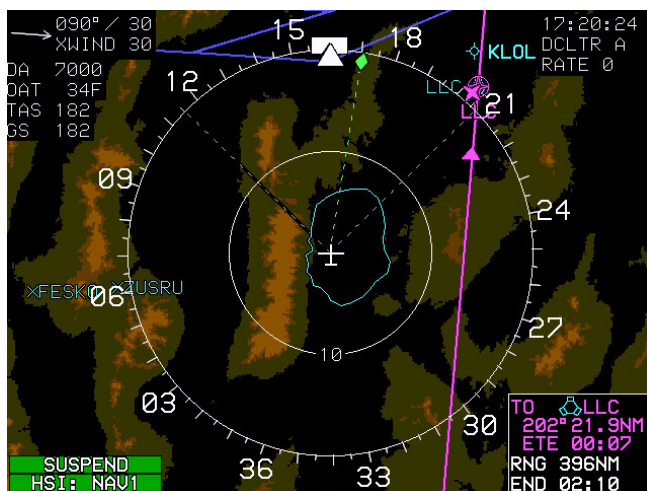 090° / 30
XWIND 30
DA 7000
OAT 34F
TAS 182
GS 182
17:20:24
DCLTR A
RATE 0
15
18
12
21
09
24
06
27
03
30
36
33
10
KLOL
LLC
LLC
FESKO
ZUSRU
TO LLC
202° 21.9NM
ETE 00:07
RNG 396NM
END 02:10
SUSPEND
HSI: NAV1